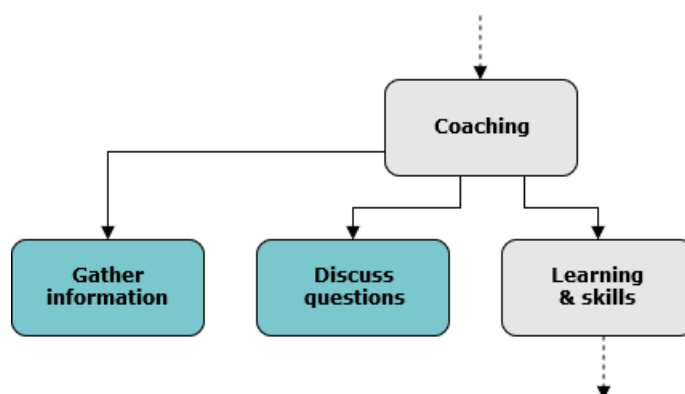 Coaching
Gather
information
Discuss
questions
Learning
& skills